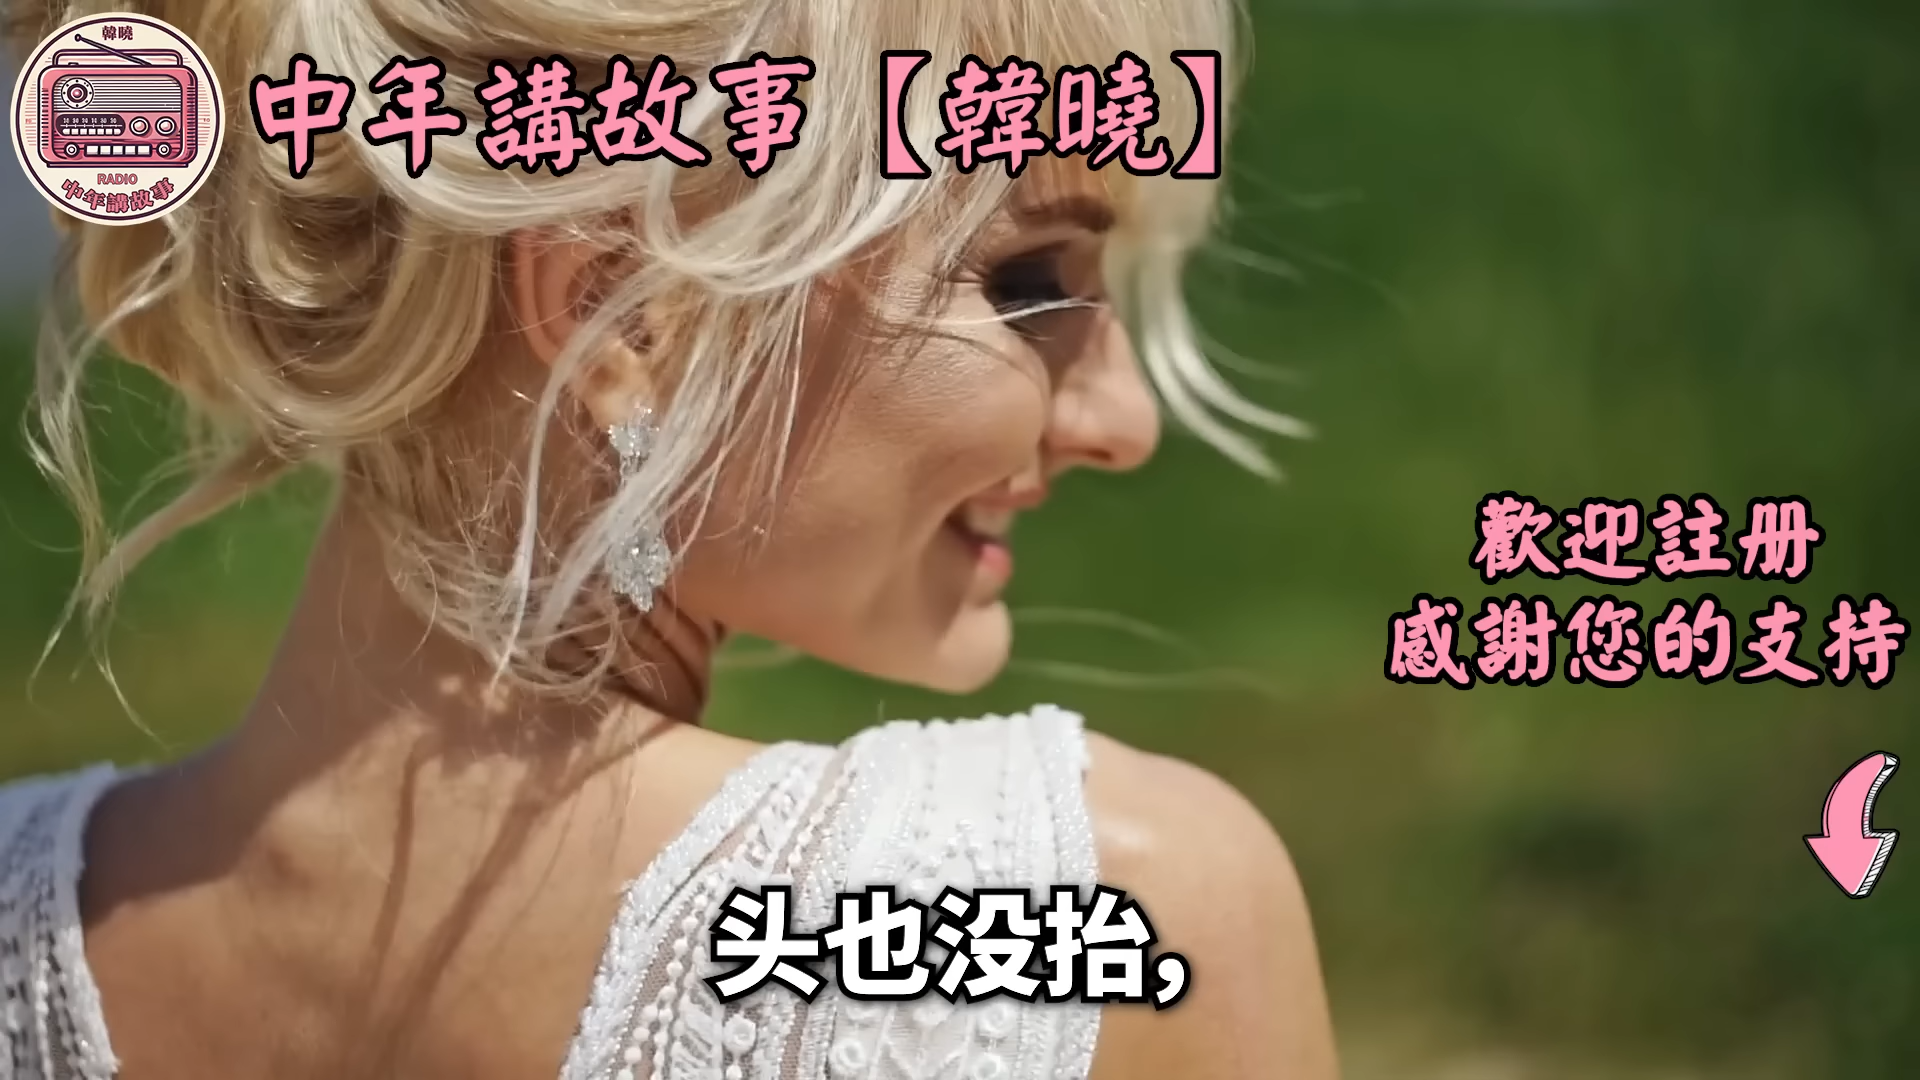 韓曉
RADIO
中年講故事
中年講故事【韓曉】
歡迎註册
感謝您的支持
头也没抬，